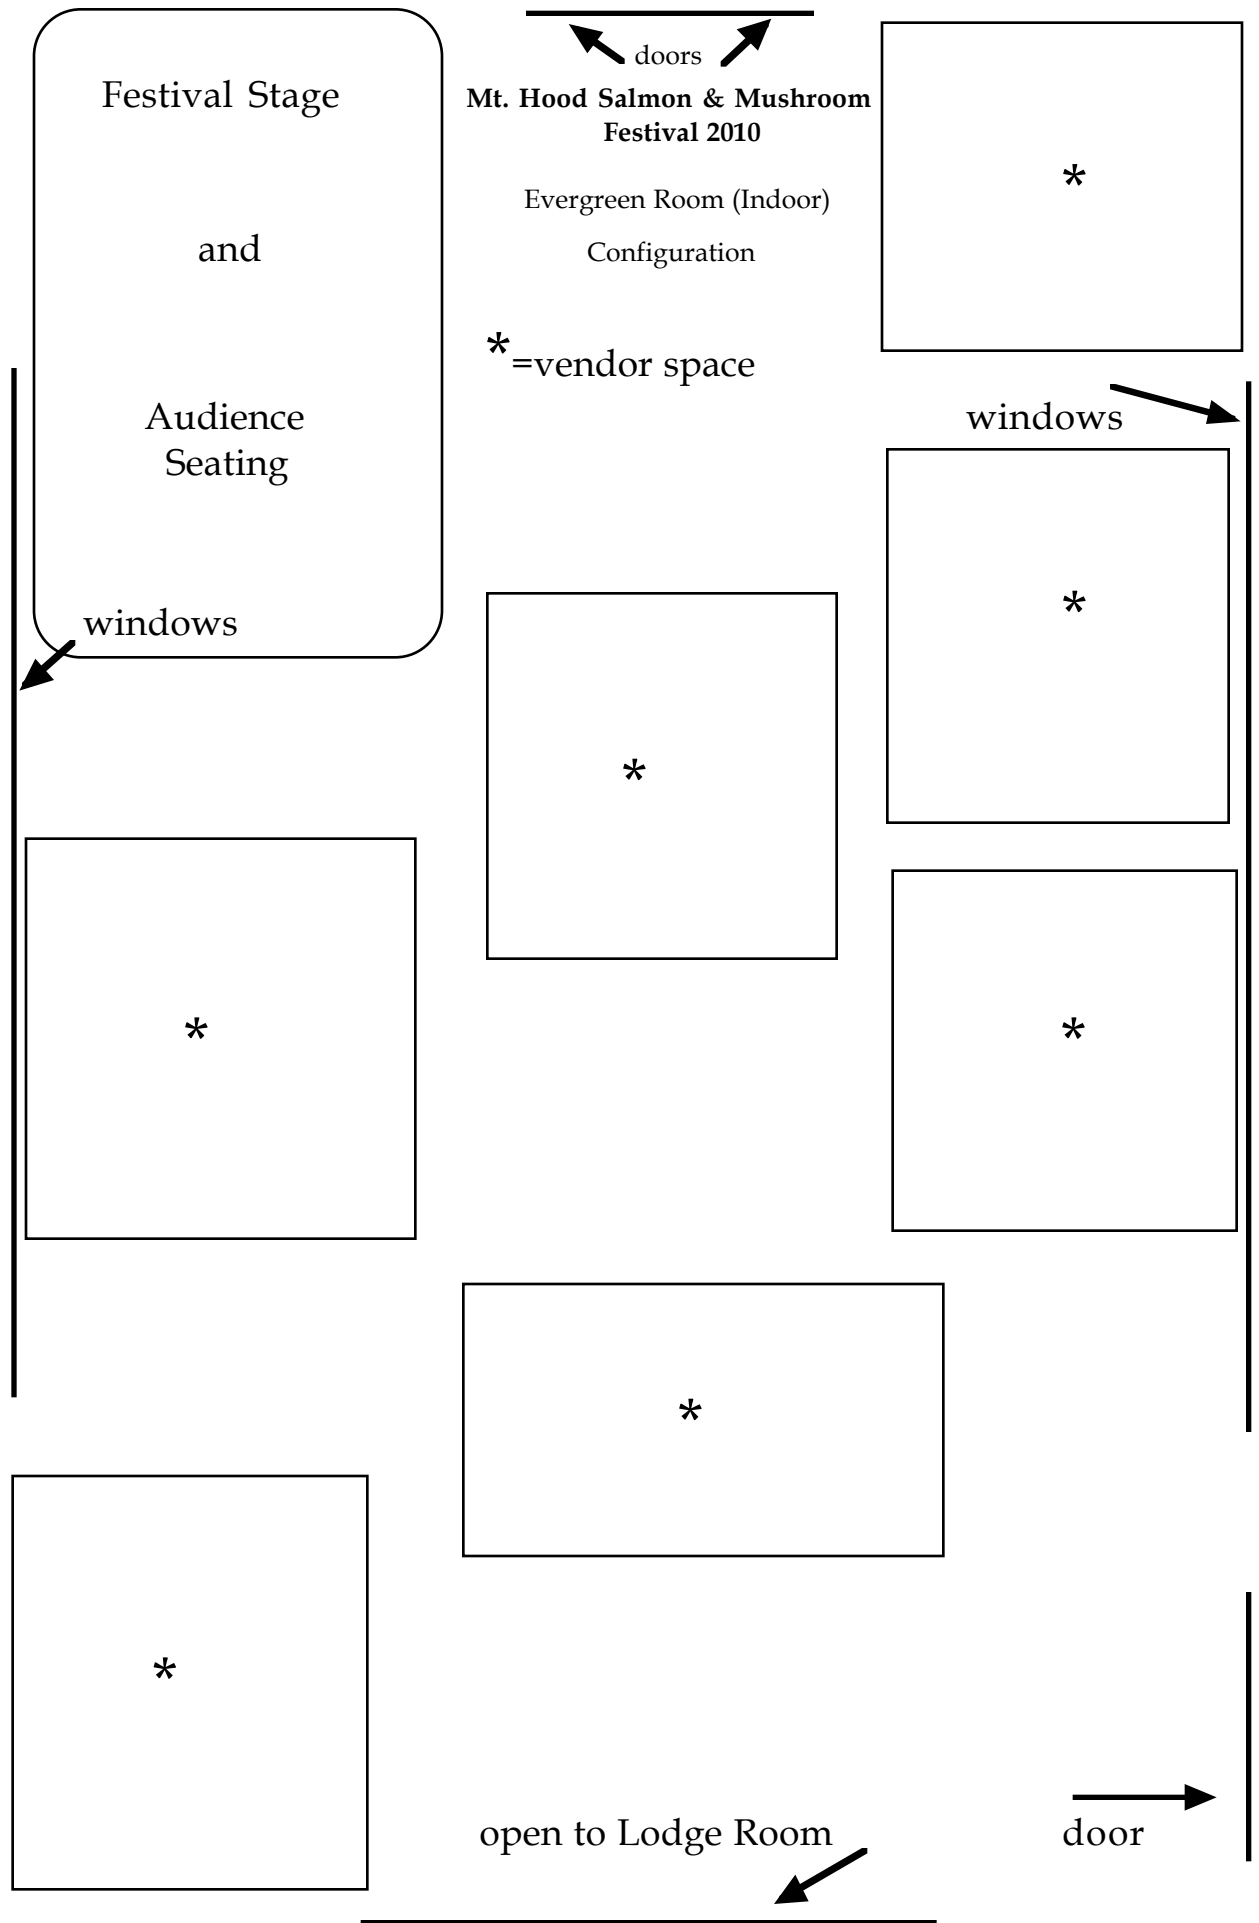 doors
Festival Stage
Mt. Hood Salmon & Mushroom
Festival 2010
*
Evergreen Room (Indoor)
and
Configuration
*=vendor space
Audience
Seating
windows
*
windows
*
*
*
*
*
open to Lodge Room
door